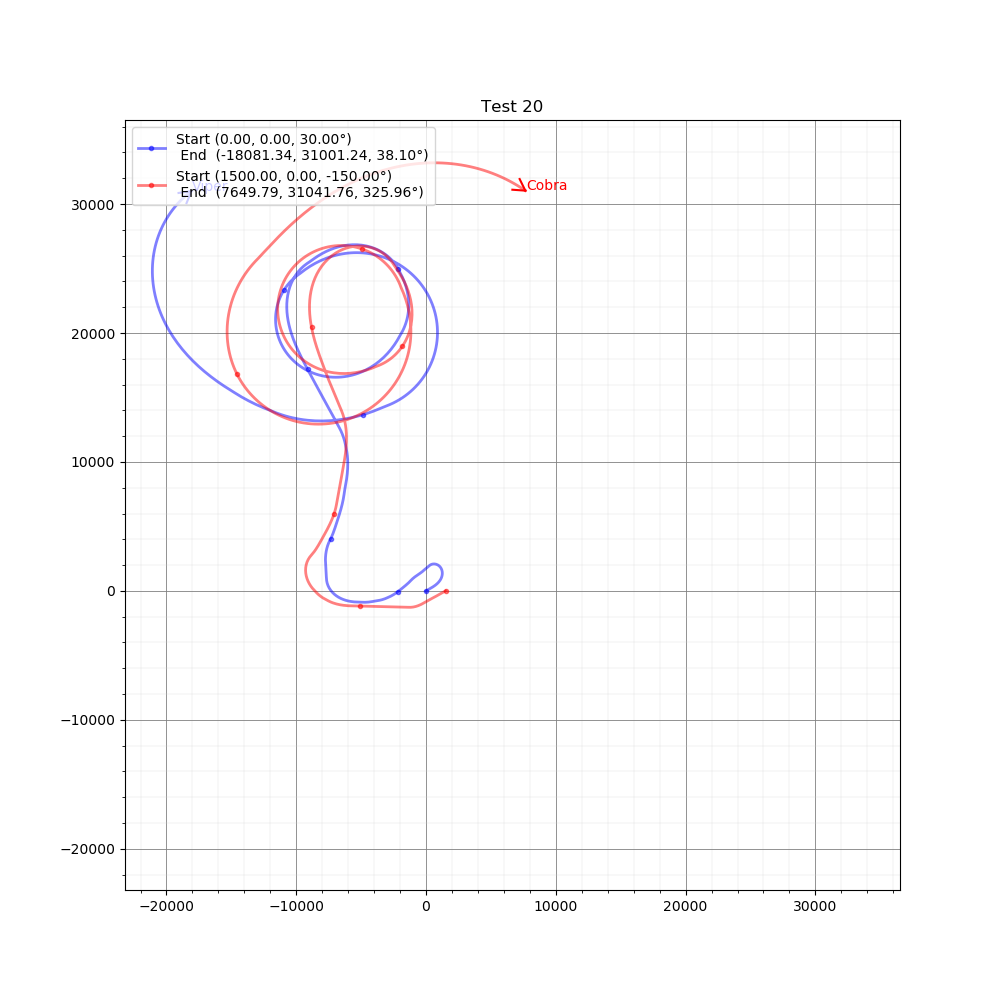 Test 20
Start (0.00, 0.00, 30.00°)
End (-18081.34, 31001.24, 38.10°)
Start (1500.00, 0.00, -150.00°)
End (7649.79, 31041.76, 325.96°)
Cobra
30000
20000
10000
0
−10000
−20000
−20000 −10000 0 10000 20000 30000